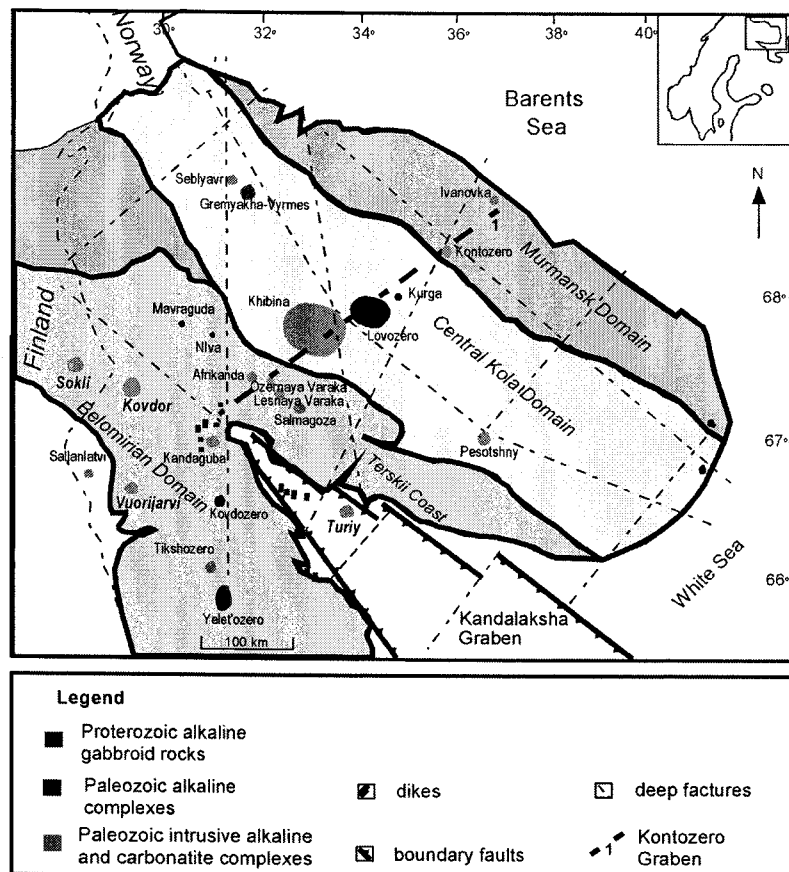 30° 32° 34° 36° 38° 40°
Norway
Barents
Sea
N
Seblyavr
Gremyakha-Vyrmes
Ivanovka
1
Kontozero
Murmansk Domain
Khibina
Kurga
68°
Mavraguda
Lovozero
Central Kola Domain
Niva
Finland
Afrikanda
Ozernaya Varaka
Lesnaya Varaka
Sokli
Kovdor
Salmagoza
67°
Belomirian Domain
Pesotshny
Sallanlatvi
Kandaguba
Terskii Coast
Vuorijarvi
Kovdozero
Turiy
Tikshozero
White Sea
66°
Yelet'ozero
Kandalaksha
Graben
100 km
Legend
Proterozoic alkaline
gabbroid rocks
Paleozoic alkaline
complexes
dikes
deep factures
Paleozoic intrusive alkaline
and carbonatite complexes
boundary faults
1
Kontozero
Graben